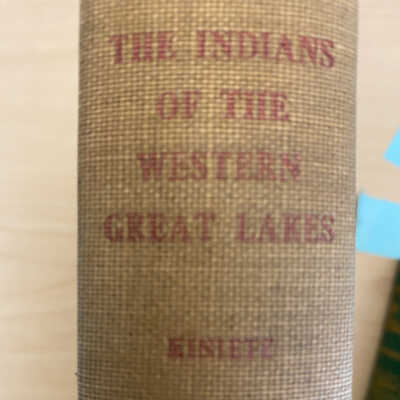 THE INDIANS
OF THE
WESTERN
GREAT LAKES
KINIETZ